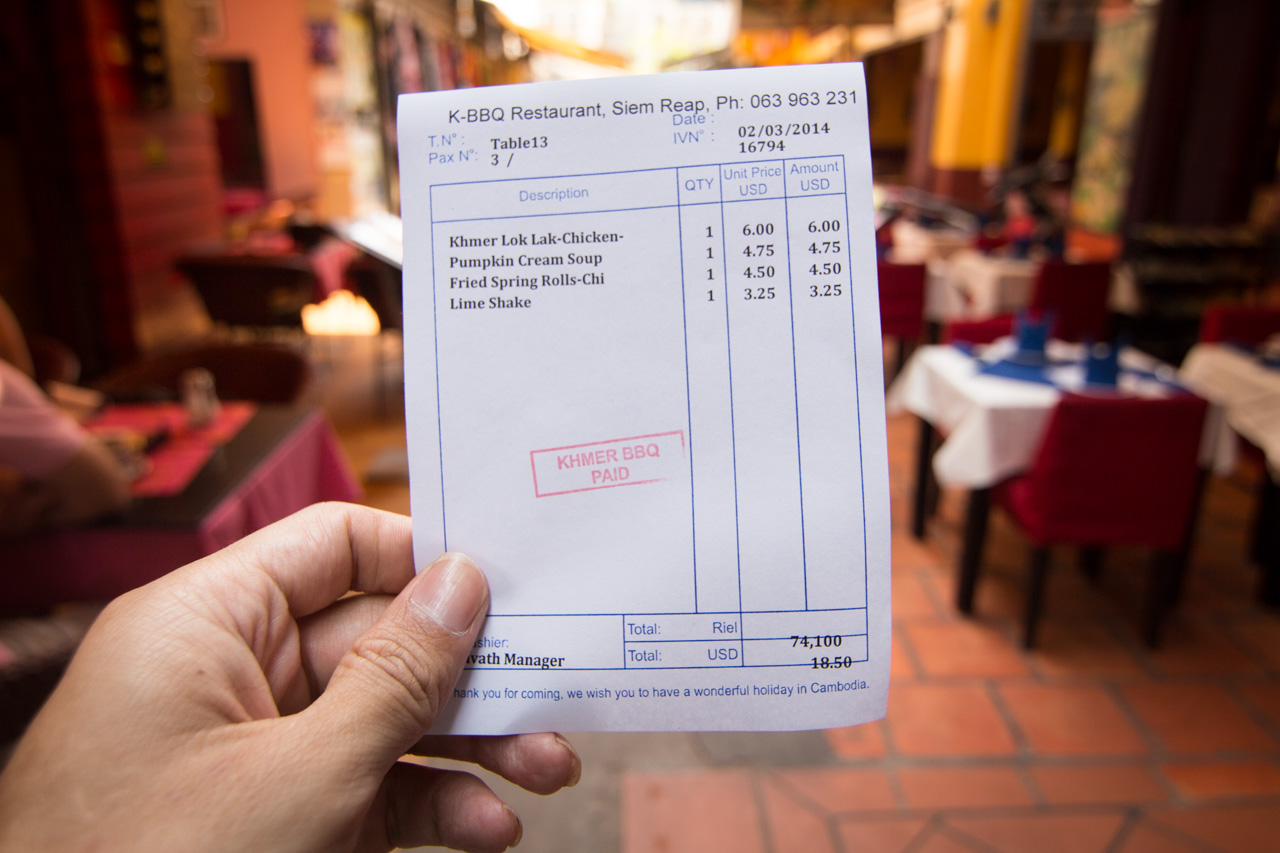 K-BBQ Restaurant, Siem Reap, Ph: 063 963 231
T.N° : Table13 Date : 02/03/2014
Pax N°: 3 / IVN° : 16794
Description QTY Unit Price USD Amount USD
Khmer Lok Lak-Chicken- 1 6.00 6.00
Pumpkin Cream Soup 1 4.75 4.75
Fried Spring Rolls-Chi 1 4.50 4.50
Lime Shake 1 3.25 3.25
KHMER BBQ
PAID
Total: Riel 74,100
shier:
vath Manager Total: USD 18.50
hank you for coming, we wish you to have a wonderful holiday in Cambodia.